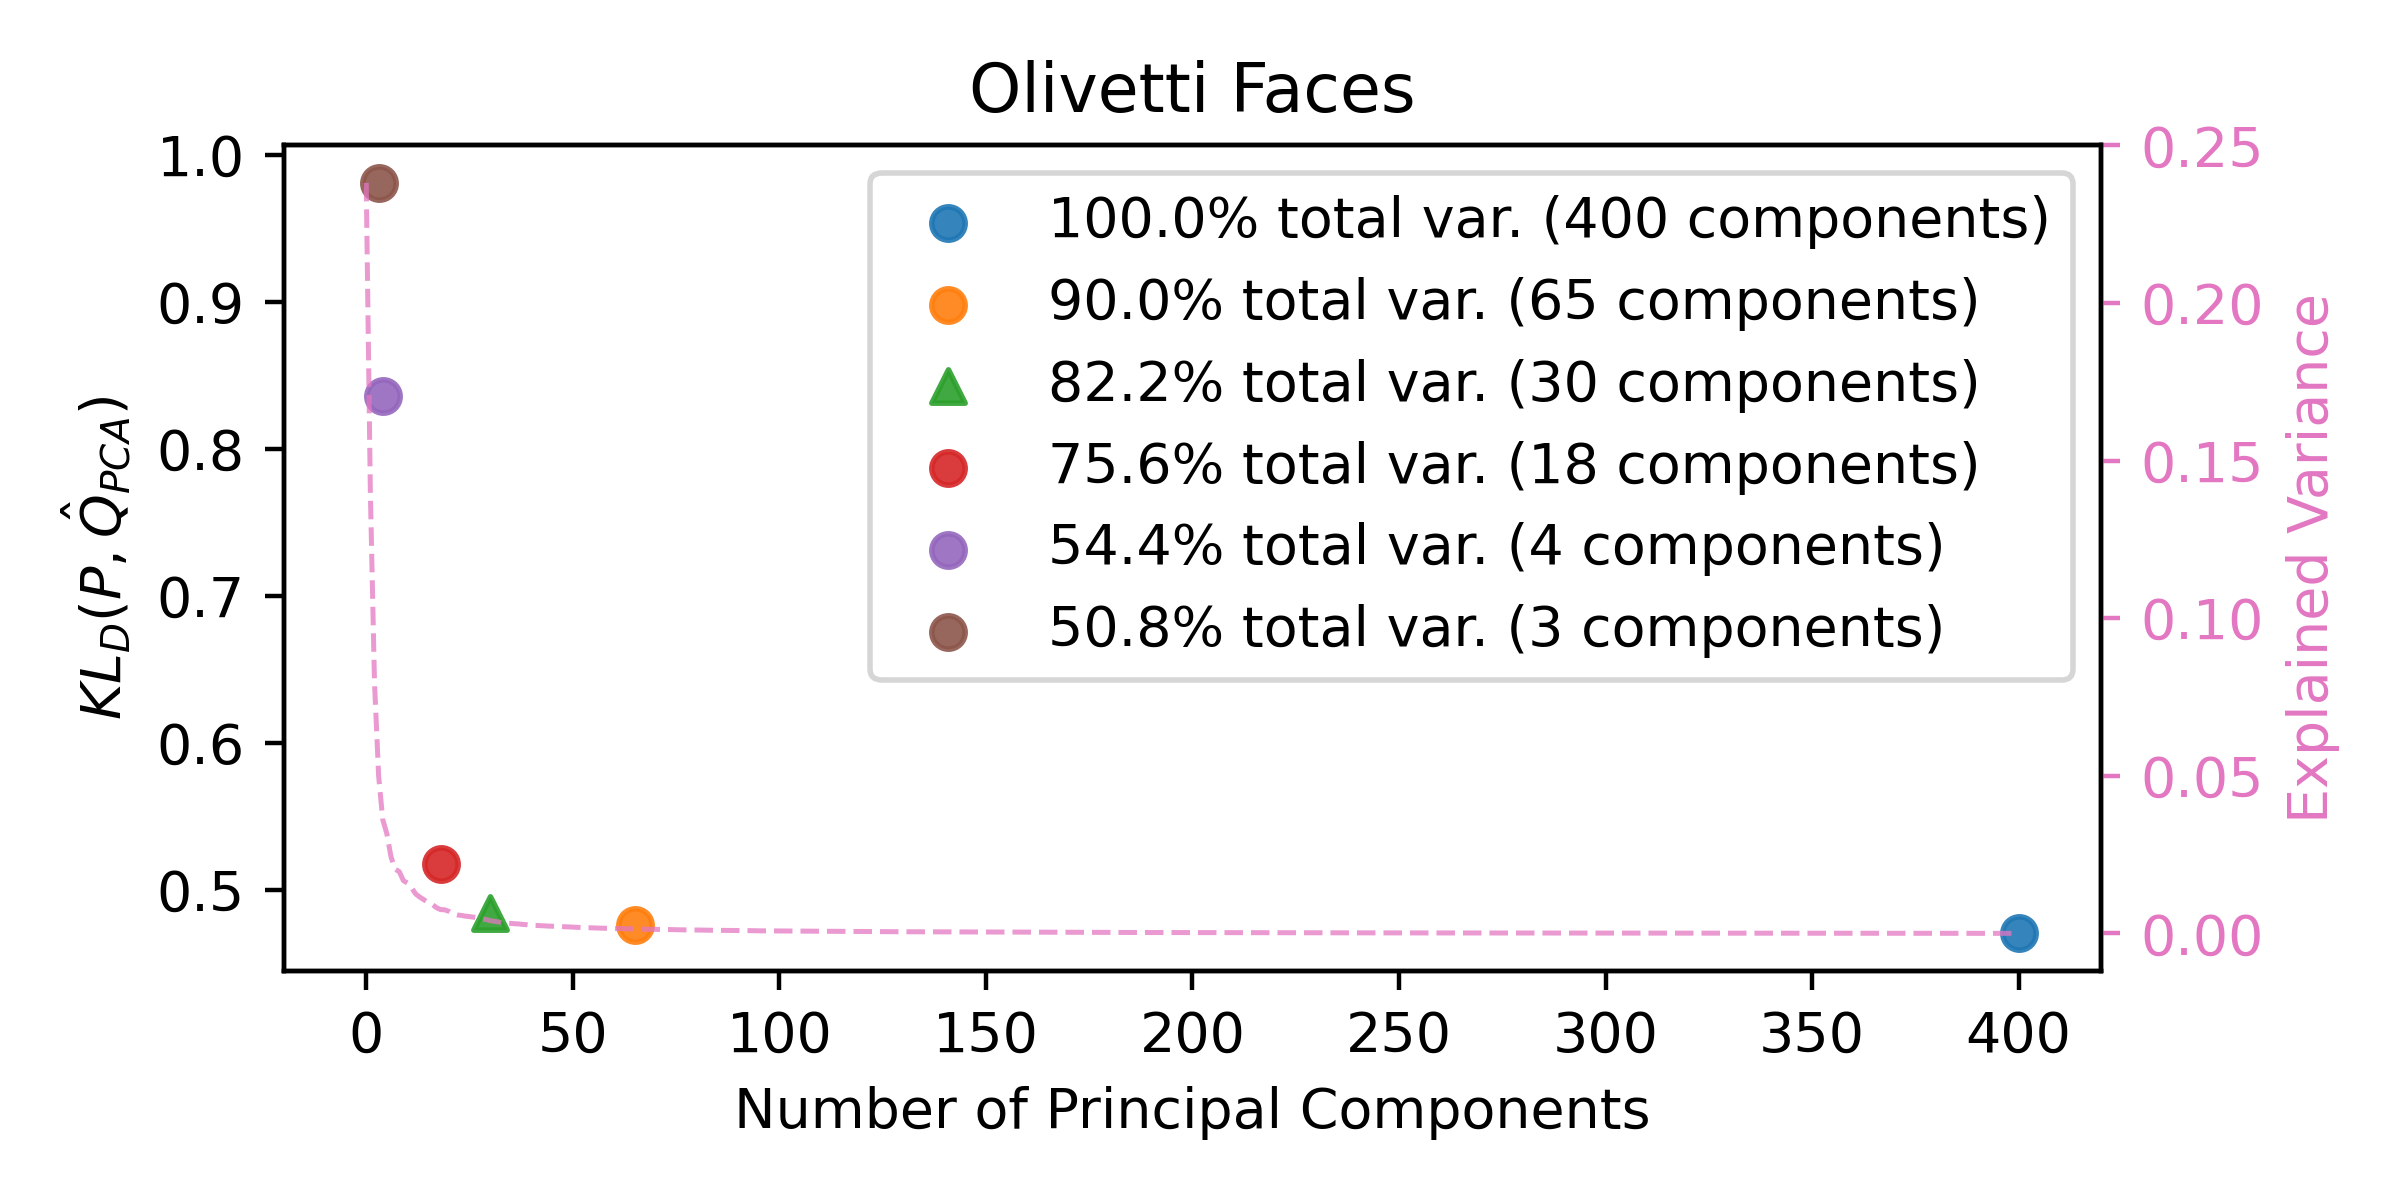 Olivetti Faces
1.0
0.9
0.8
0.7
0.6
0.5
KL_D(P, Q̂_PCA)
100.0% total var. (400 components)
90.0% total var. (65 components)
82.2% total var. (30 components)
75.6% total var. (18 components)
54.4% total var. (4 components)
50.8% total var. (3 components)
0.25
0.20
0.15
0.10
0.05
0.00
Explained Variance
0 50 100 150 200 250 300 350 400
Number of Principal Components